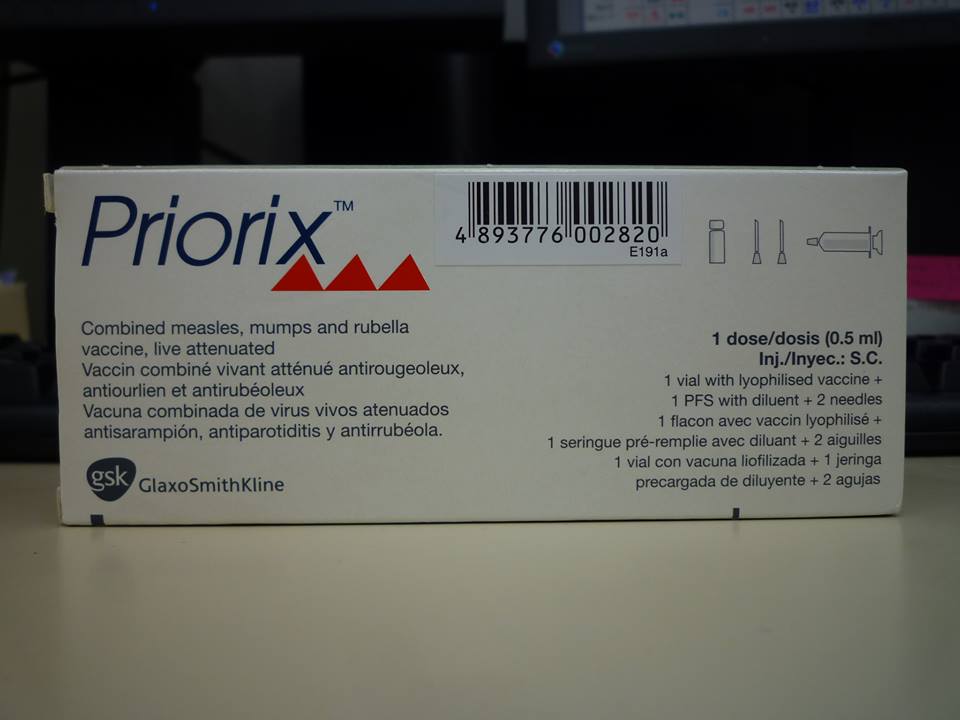 Priorix™
4 893776 002820
E191a
Combined measles, mumps and rubella
vaccine, live attenuated
Vaccin combiné vivant atténué antirougeoleux,
antiourlien et antirubéoleux
Vacuna combinada de virus vivos atenuados
antisarampión, antiparotiditis y antirrubéola.
gsk GlaxoSmithKline
1 dose/dosis (0.5 ml)
Inj./Inyec.: S.C.
1 vial with lyophilised vaccine +
1 PFS with diluent + 2 needles
1 flacon avec vaccin lyophilisé +
1 seringue pré-remplie avec diluant + 2 aiguilles
1 vial con vacuna liofilizada + 1 jeringa
precargada de diluyente + 2 agujas